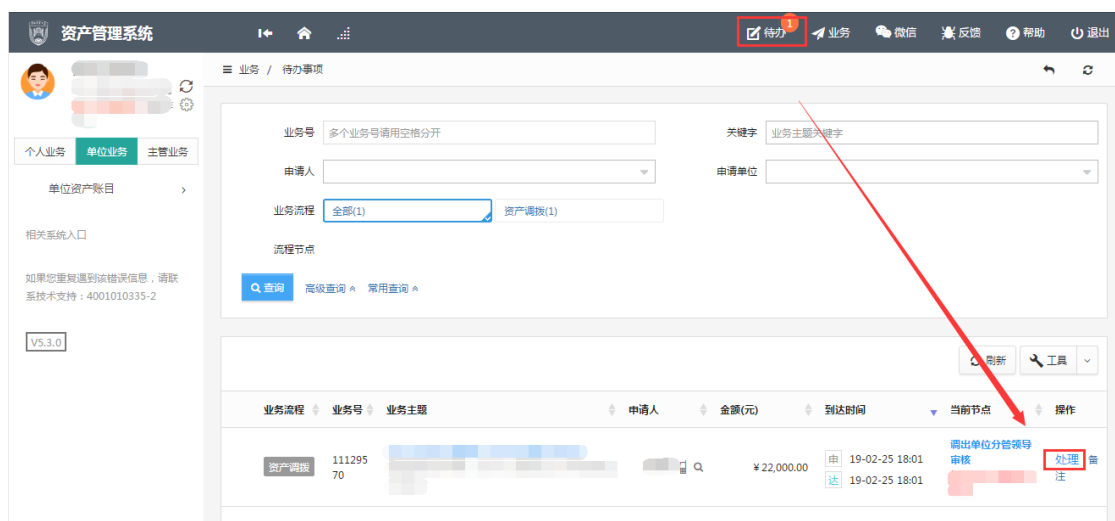 资产管理系统
待办 1 业务 微信 反馈 帮助 退出
业务 / 待办事项
个人业务 单位业务 主管业务
单位资产账目
相关系统入口
如果您重复遇到该错误信息，请联
系技术支持：4001010335-2
V5.3.0
业务号 多个业务号请用空格分开 关键字 业务主题关键字
申请人 申请单位
业务流程 全部(1) 资产调拨(1)
流程节点
查询 高级查询 常用查询
刷新 工具
业务流程 业务号 业务主题 申请人 金额(元) 到达时间 当前节点 操作
资产调拨 111295
70 ¥22,000.00 申 19-02-25 18:01
达 19-02-25 18:01 调出单位分管领导
审核 处理 备
注